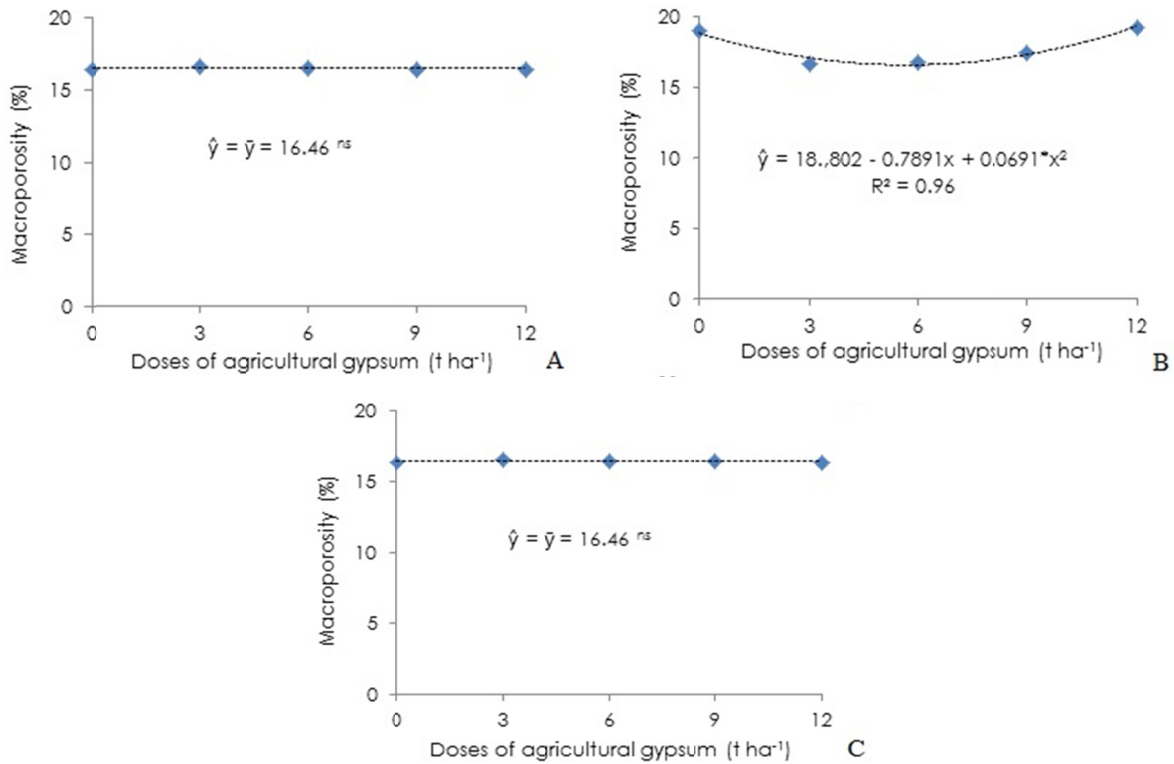 20
15
10
5
0
Macroporosity (%)
ŷ = ȳ = 16.46 ns
0 3 6 9 12
Doses of agricultural gypsum (t ha-1)
A
20
15
10
5
0
Macroporosity (%)
ŷ = 18.,802 - 0.7891x + 0.0691*x²
R² = 0.96
0 3 6 9 12
Doses of agricultural gypsum (t ha-1)
B
20
15
10
5
0
Macroporosity (%)
ŷ = ȳ = 16.46 ns
0 3 6 9 12
Doses of agricultural gypsum (t ha-1)
C